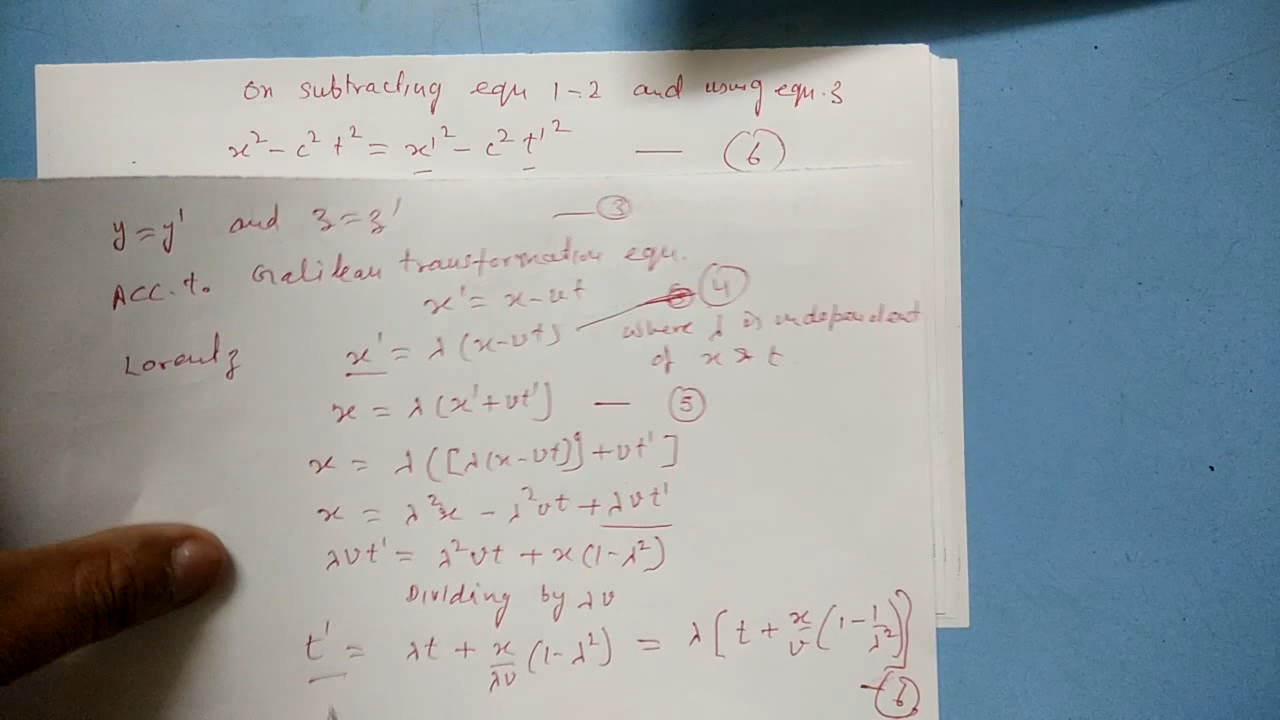 on subtracting equ 1-2 and using equ.3
x² - c² t² = x'² - c² t'² — (6)
y = y' and z = z' — (3)
Acc. to Galilean transformation equ.
x' = x - vt (4)
Lorentz x' = λ (x - vt) where λ is independent
of x & t
x = λ (x' + vt') — (5)
x = λ ([λ(x - vt)] + vt']
x = λ²x - λ²vt + λvt'
λvt' = λ²vt + x(1 - λ²)
Dividing by λv
t' = λt + x/λv (1 - λ²) = λ[t + x/v (1 - 1/λ²)]
— (6)